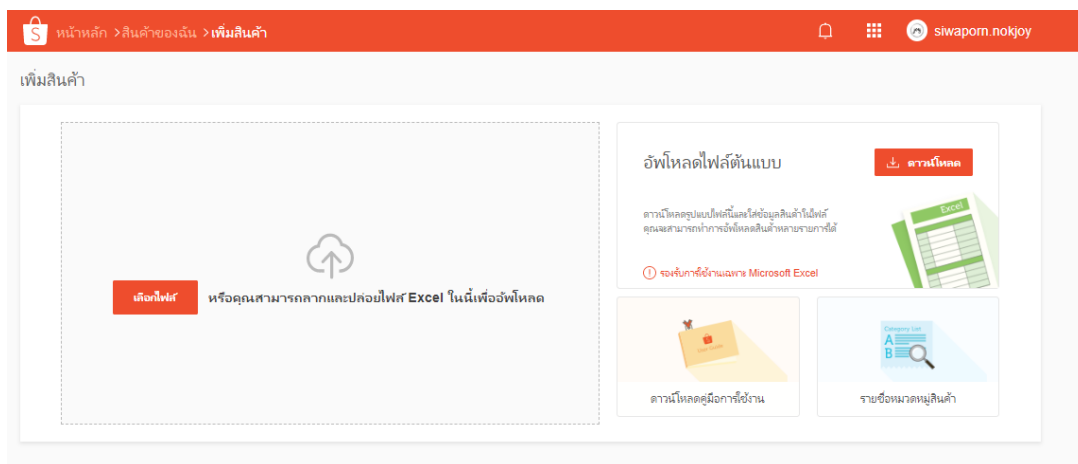 หน้าหลัก >สินค้าของฉัน >เพิ่มสินค้า
siwaporn.nokjoy
เพิ่มสินค้า
เลือกไฟล์ หรือคุณสามารถลากและปล่อยไฟล์ Excel ในนี้เพื่ออัพโหลด
อัพโหลดไฟล์ต้นแบบ
ดาวน์โหลด
ดาวน์โหลดรูปแบบไฟล์นี้และใส่ข้อมูลสินค้าในไฟล์
คุณจะสามารถทำการอัพโหลดสินค้าหลายรายการได้
รองรับการใช้งานเฉพาะ Microsoft Excel
Excel
User Guide
ดาวน์โหลดคู่มือการใช้งาน
Category List
A
B
รายชื่อหมวดหมู่สินค้า